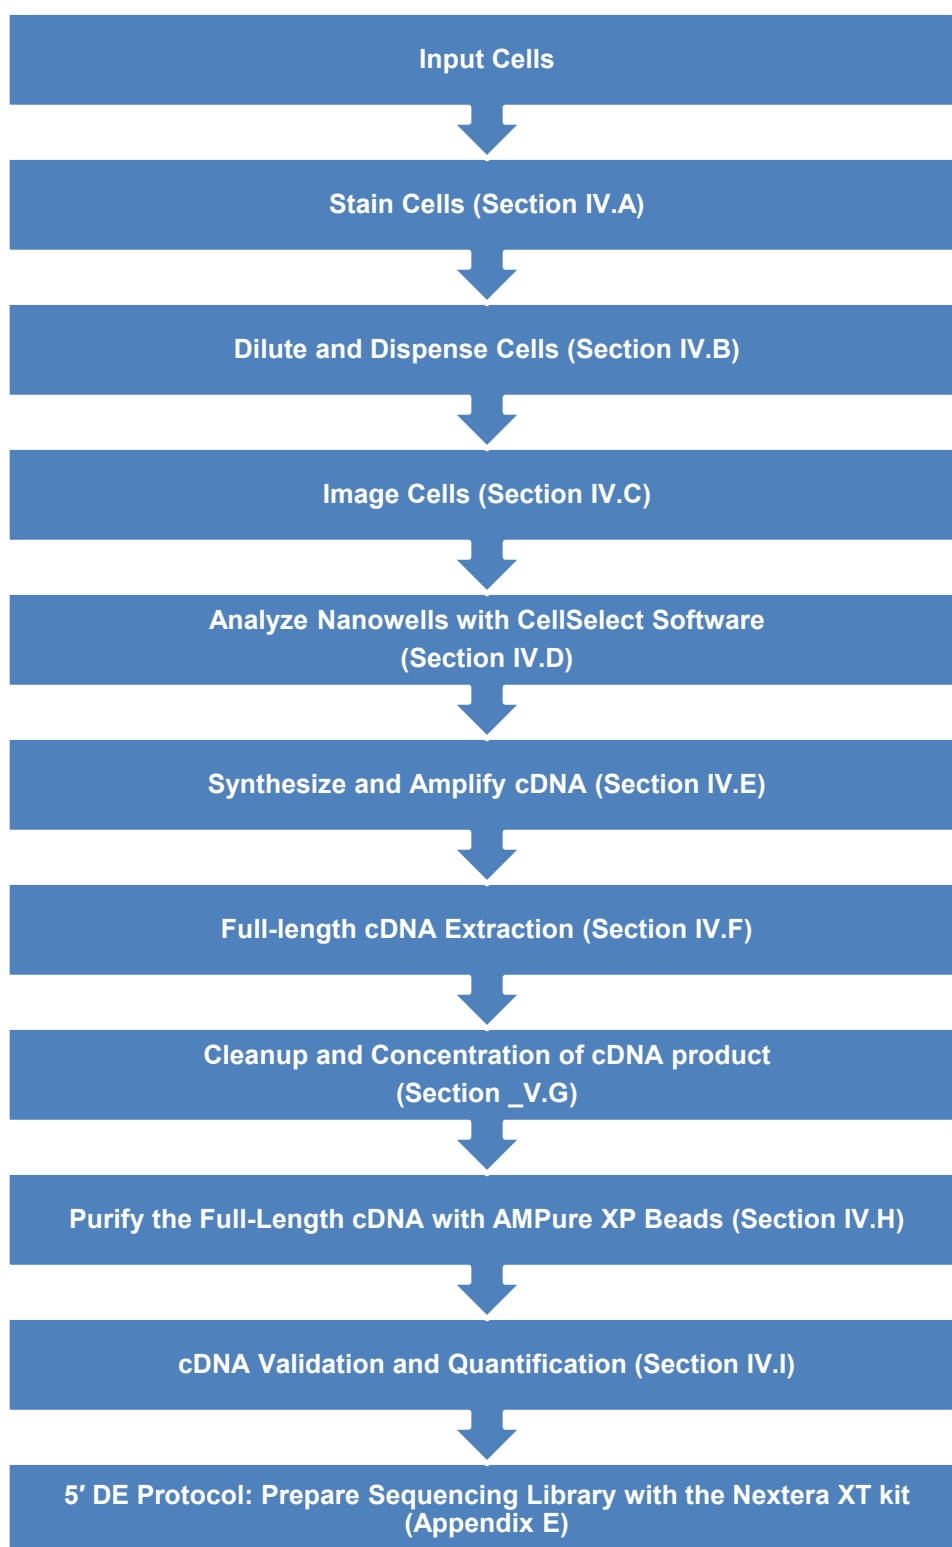 Input Cells
Stain Cells (Section IV.A)
Dilute and Dispense Cells (Section IV.B)
Image Cells (Section IV.C)
Analyze Nanowells with CellSelect Software
(Section IV.D)
Synthesize and Amplify cDNA (Section IV.E)
Full-length cDNA Extraction (Section IV.F)
Cleanup and Concentration of cDNA product
(Section _V.G)
Purify the Full-Length cDNA with AMPure XP Beads (Section IV.H)
cDNA Validation and Quantification (Section IV.I)
5′ DE Protocol: Prepare Sequencing Library with the Nextera XT kit
(Appendix E)